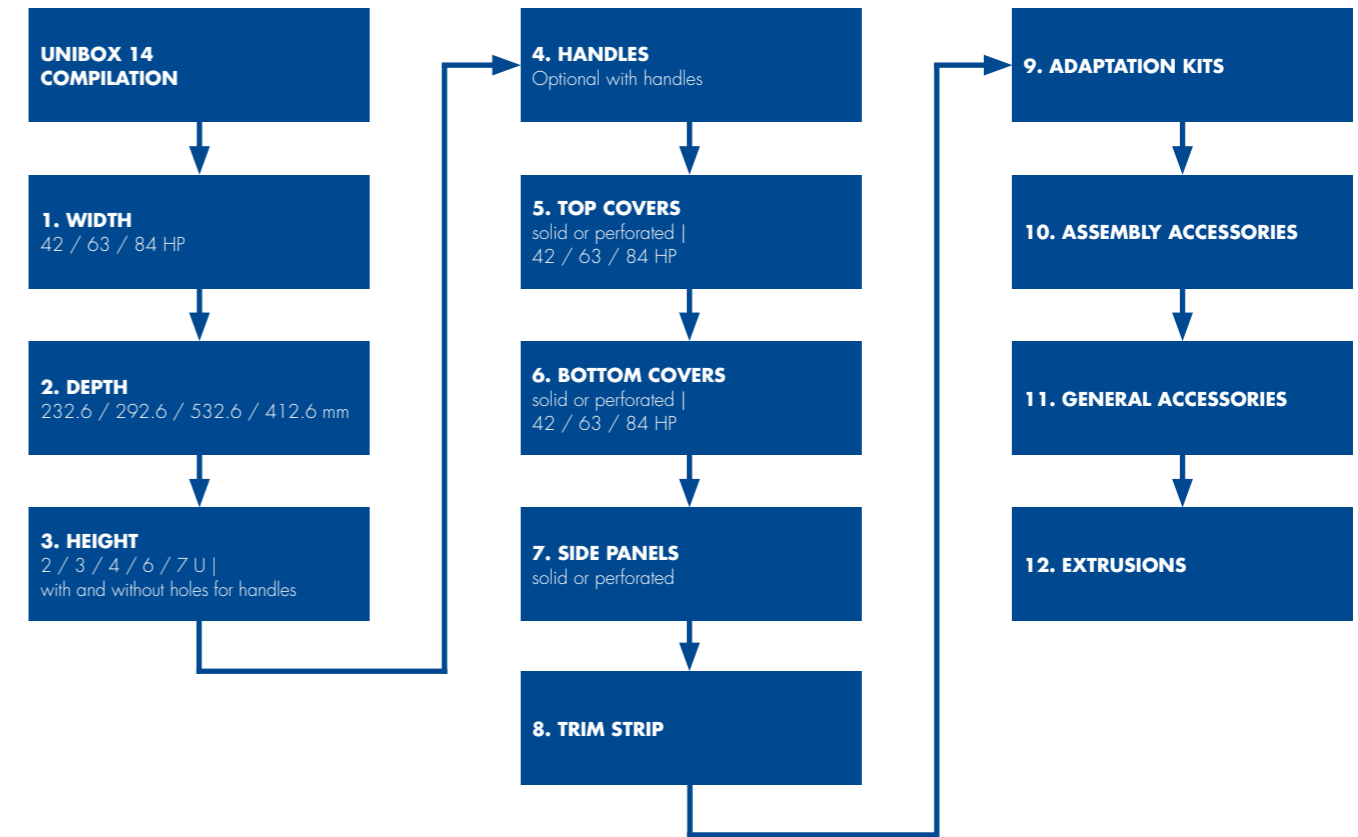 UNIBOX 14
COMPILATION
1. WIDTH
42 / 63 / 84 HP
2. DEPTH
232.6 / 292.6 / 532.6 / 412.6 mm
3. HEIGHT
2 / 3 / 4 / 6 / 7 U |
with and without holes for handles
4. HANDLES
Optional with handles
5. TOP COVERS
solid or perforated |
42 / 63 / 84 HP
6. BOTTOM COVERS
solid or perforated |
42 / 63 / 84 HP
7. SIDE PANELS
solid or perforated
8. TRIM STRIP
9. ADAPTATION KITS
10. ASSEMBLY ACCESSORIES
11. GENERAL ACCESSORIES
12. EXTRUSIONS